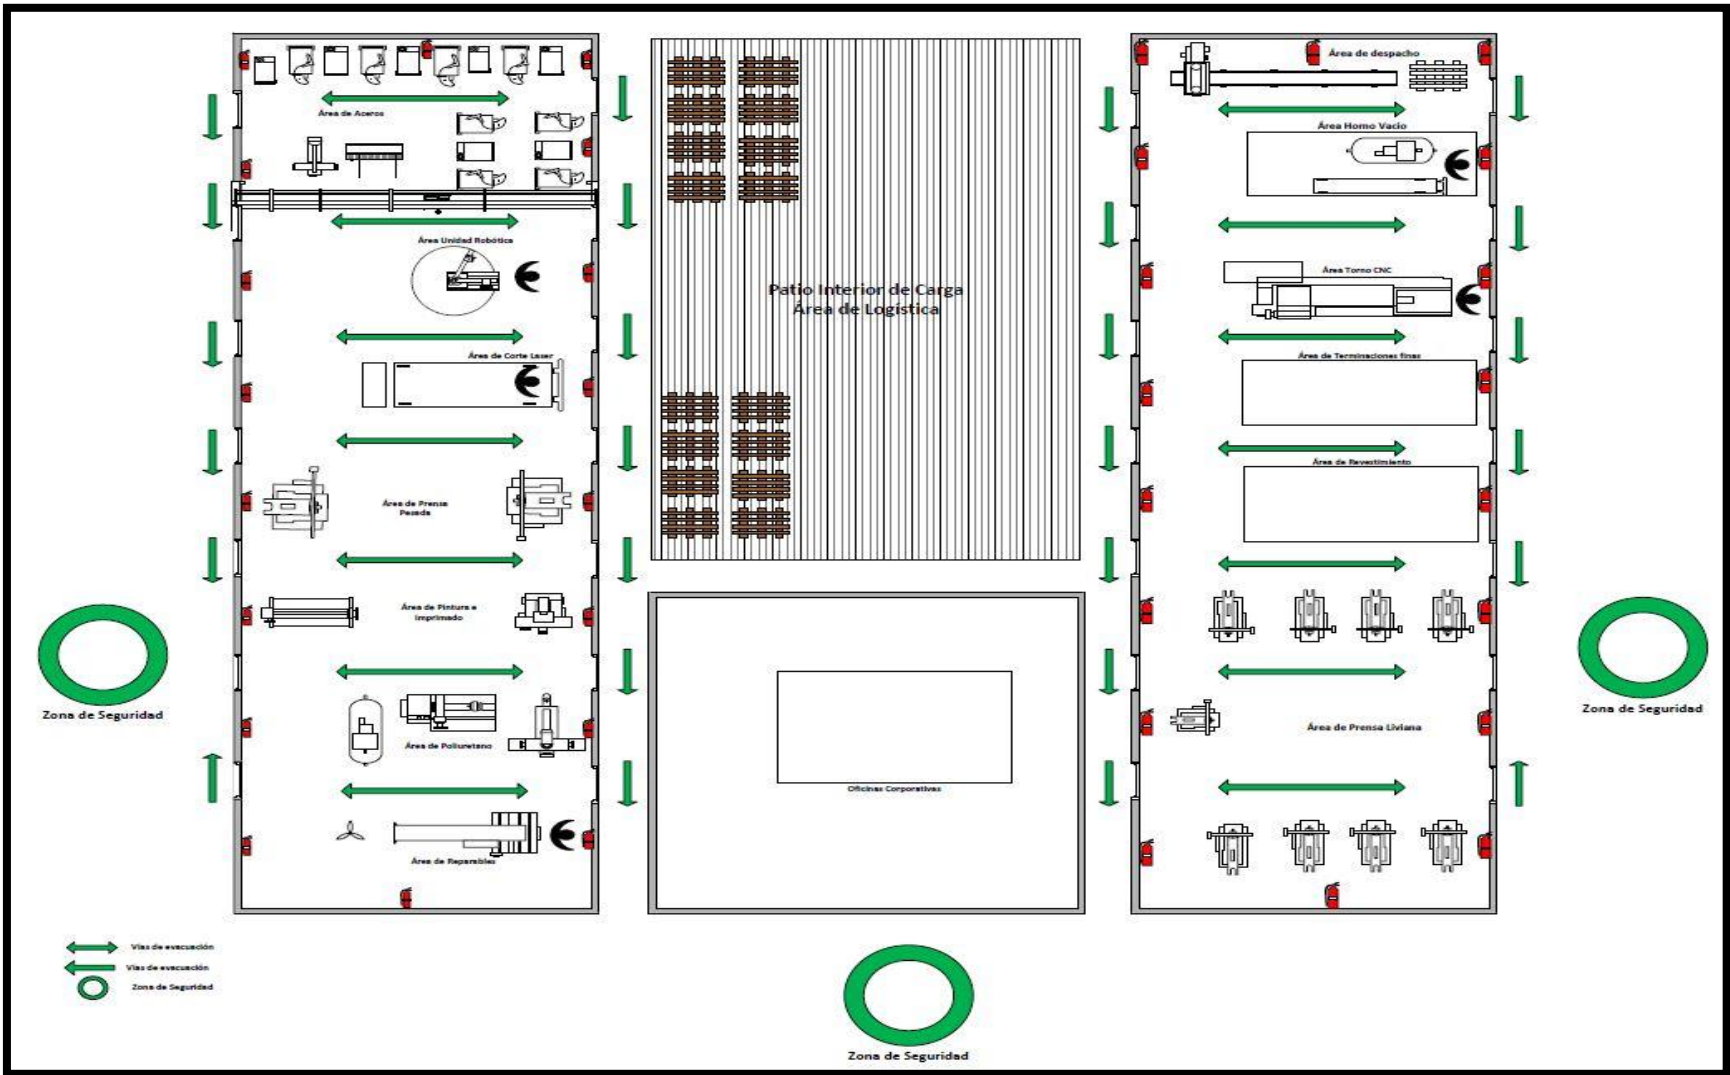 Área de Aceros
Área Unidad Robótica
Área de Corte Laser
Área de Prensa
Pesada
Área de Pintura e
Imprimado
Área de Poliuretano
Área de Reparables
Patio Interior de Carga
Área de Logística
Oficinas Corporativas
Área de despacho
Área Horno Vacio
Área Torno CNC
Área de Terminaciones finas
Área de Revestimiento
Área de Prensa Liviana
Zona de Seguridad
Zona de Seguridad
Vías de evacuación
Vías de evacuación
Zona de Seguridad
Zona de Seguridad